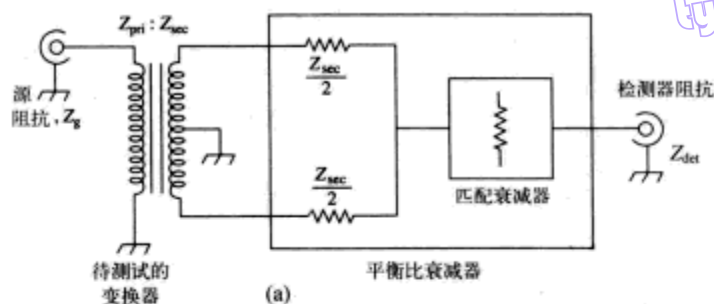 Zpri : Zsec
源
阻抗，Zg
Zsec
2
Zsec
2
检测器阻抗
Zdet
匹配衰减器
待测试的
变换器
平衡比衰减器
(a)